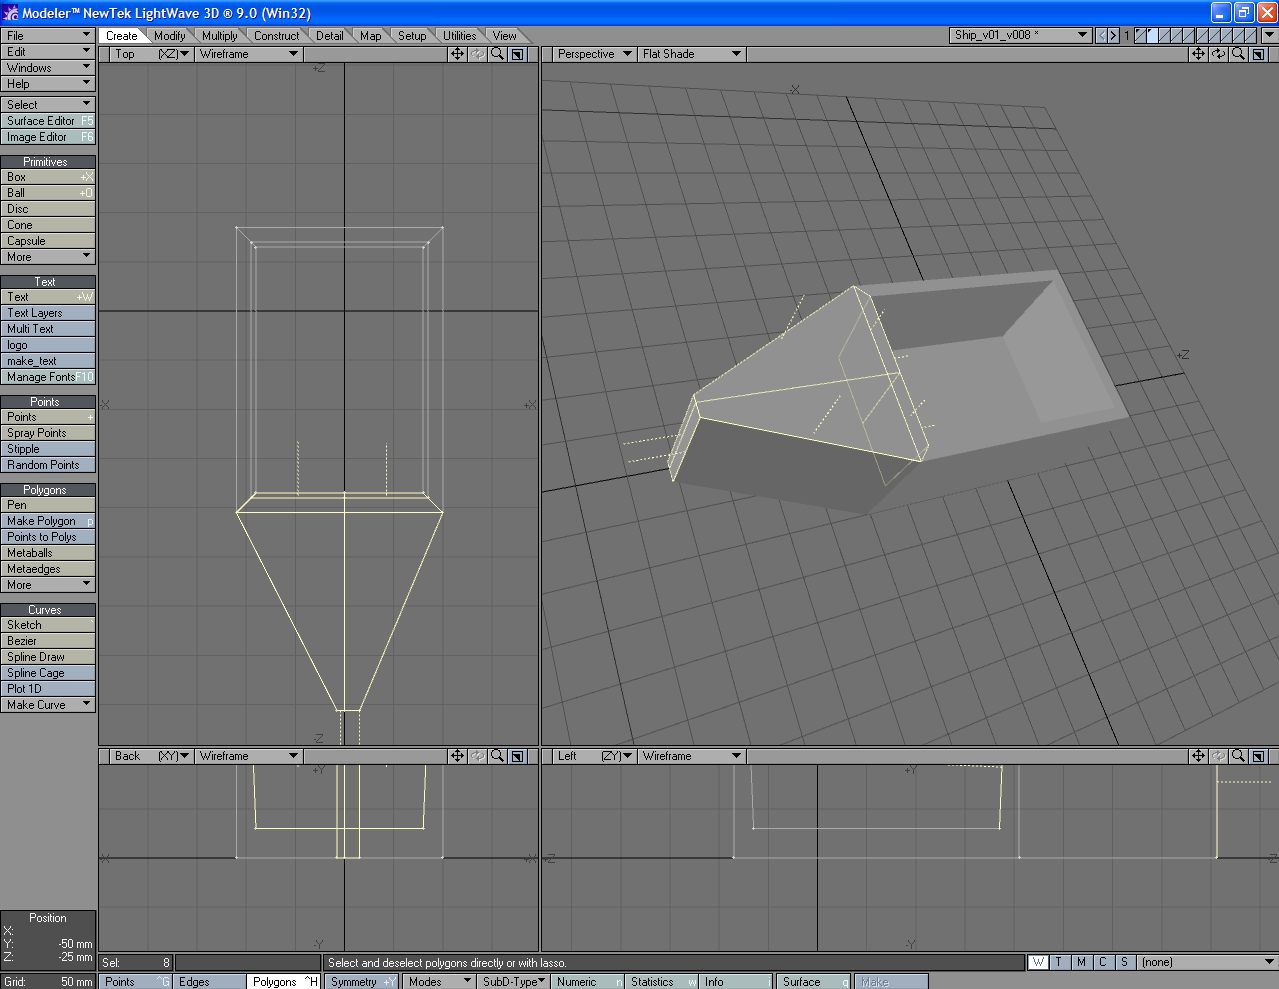 Modeler™ NewTek LightWave 3D ® 9.0 (Win32)
File
Edit
Windows
Help
Select
Surface Editor F5
Image Editor F6
Primitives
Box +X
Ball +O
Disc
Cone
Capsule
More
Text
Text +W
Text Layers
Multi Text
logo
make_text
Manage Fonts F10
Points
Points +
Spray Points
Stipple
Random Points
Polygons
Pen
Make Polygon p
Points to Polys
Metaballs
Metaedges
More
Curves
Sketch `
Bezier
Spline Draw
Spline Cage
Plot 1D
Make Curve
Create Modify Multiply Construct Detail Map Setup Utilities View
Ship_v01_v008 * 1
Top (XZ) Wireframe
+Z
-X
+X
-Z
Perspective Flat Shade
-X
+Z
Back (XY) Wireframe
+Y
-X
+X
-Y
Left (ZY) Wireframe
+Y
+Z
-Z
-Y
Position
X:
Y: -50 mm
Z: -25 mm
Grid: 50 mm
Sel: 8
Select and deselect polygons directly or with lasso.
W T M C S (none)
Points ^G Edges Polygons ^H Symmetry +Y Modes SubD-Type Numeric n Statistics w Info i Surface q Make